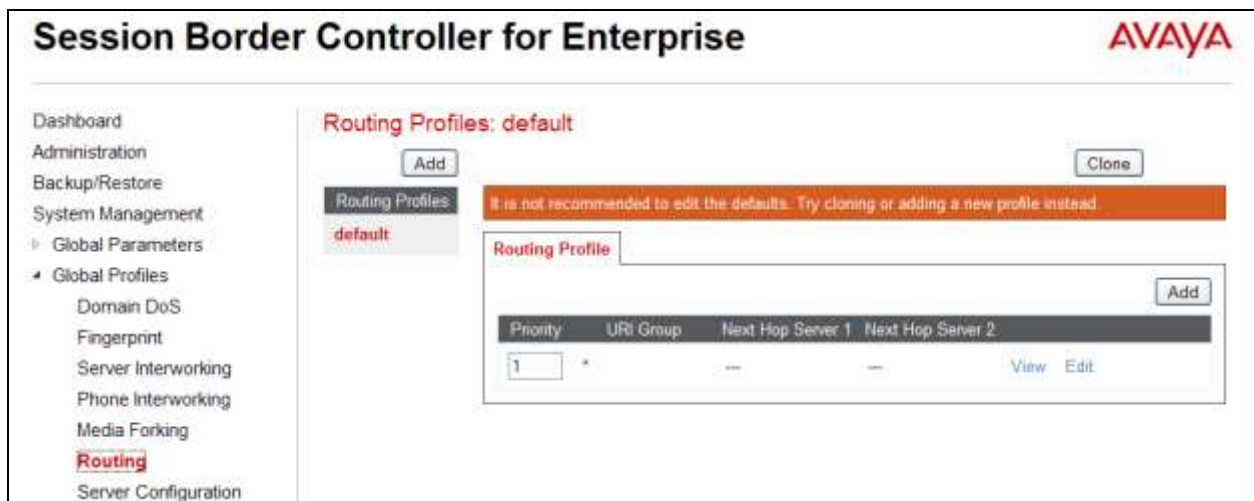 Session Border Controller for Enterprise
AVAYA
Dashboard
Administration
Backup/Restore
System Management
Global Parameters
Global Profiles
Domain DoS
Fingerprint
Server Interworking
Phone Interworking
Media Forking
Routing
Server Configuration
Routing Profiles: default
Add
Clone
Routing Profiles
default
It is not recommended to edit the defaults. Try cloning or adding a new profile instead.
Routing Profile
Add
Priority URI Group Next Hop Server 1 Next Hop Server 2
1 * --- --- View Edit